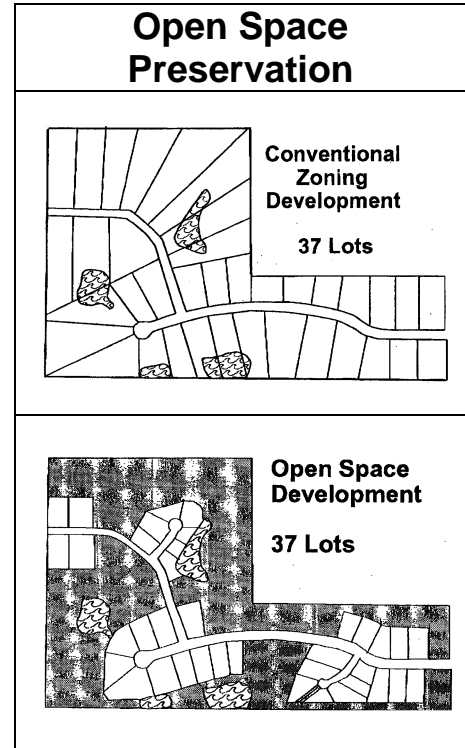 Open Space
Preservation
Conventional
Zoning
Development
37 Lots
Open Space
Development
37 Lots